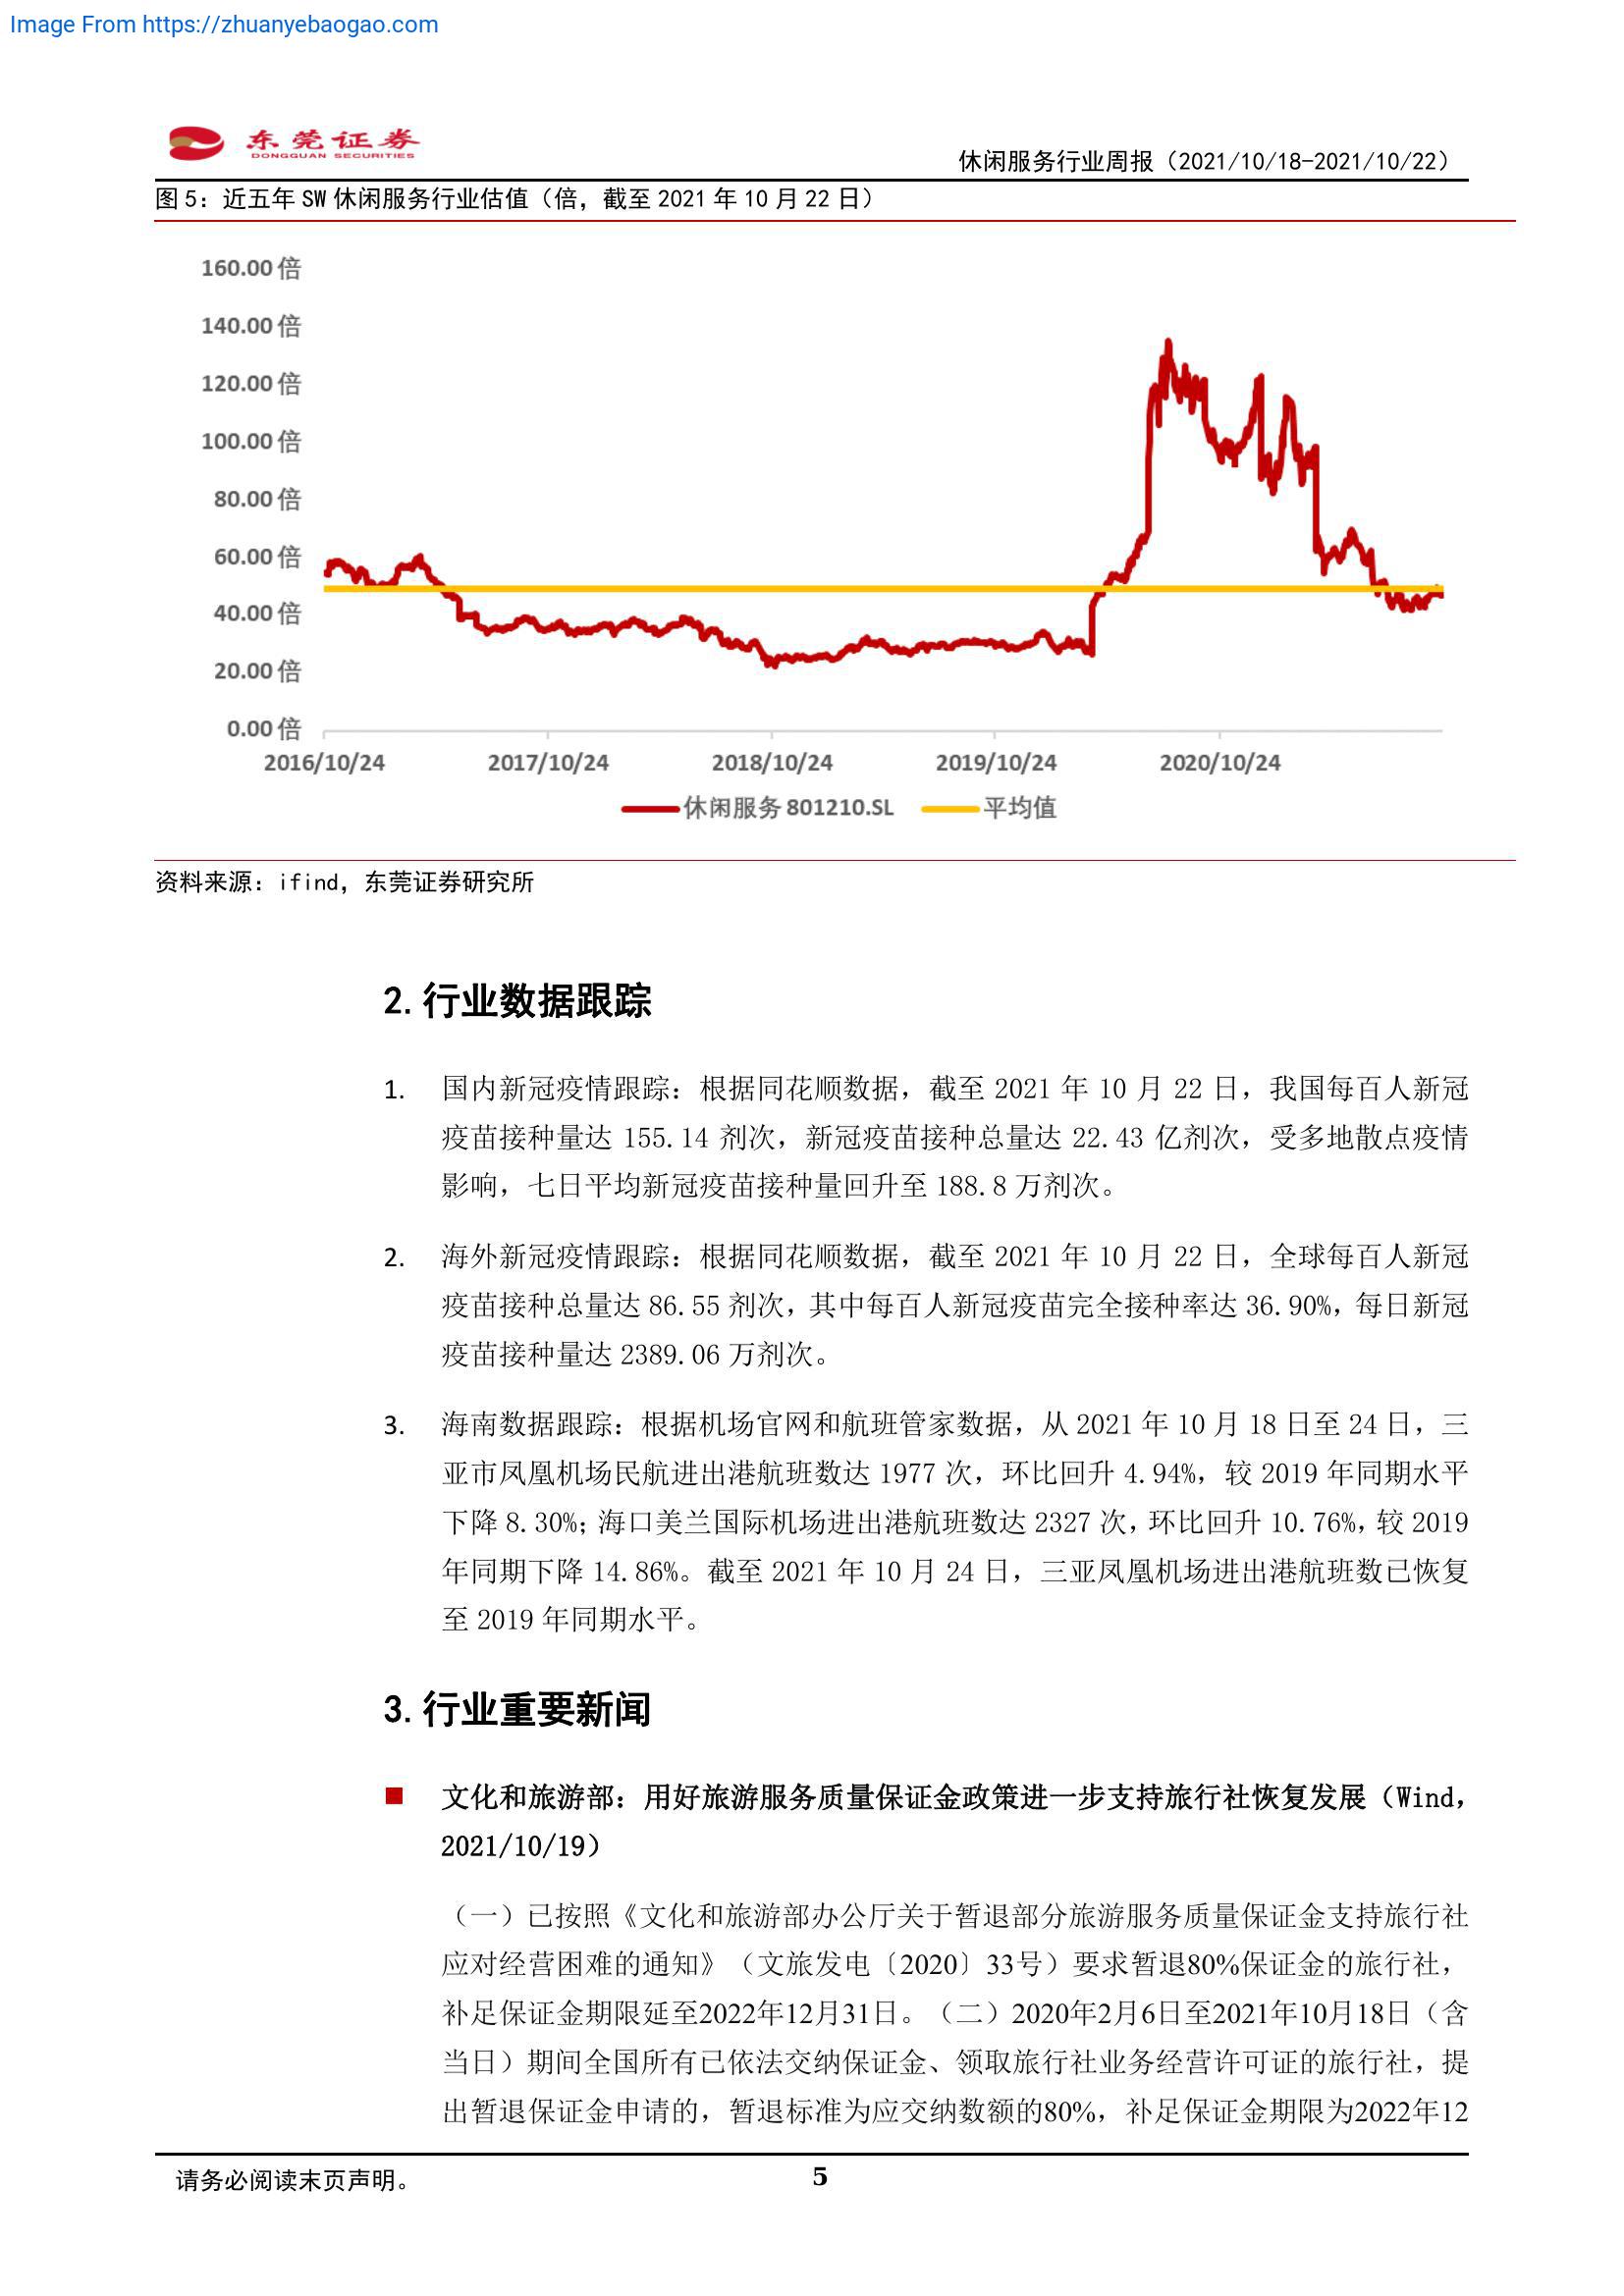 Image From https://zhuanyebaogao.com
东莞证券
DONGGUAN SECURITIES
休闲服务行业周报（2021/10/18-2021/10/22）
图 5：近五年 SW 休闲服务行业估值（倍，截至 2021 年 10 月 22 日）
160.00 倍
140.00 倍
120.00 倍
100.00 倍
80.00 倍
60.00 倍
40.00 倍
20.00 倍
0.00 倍
2016/10/24 2017/10/24 2018/10/24 2019/10/24 2020/10/24
休闲服务 801210.SL 平均值
资料来源：ifind，东莞证券研究所
2. 行业数据跟踪
1. 国内新冠疫情跟踪：根据同花顺数据，截至 2021 年 10 月 22 日，我国每百人新冠
疫苗接种量达 155.14 剂次，新冠疫苗接种总量达 22.43 亿剂次，受多地散点疫情
影响，七日平均新冠疫苗接种量回升至 188.8 万剂次。
2. 海外新冠疫情跟踪：根据同花顺数据，截至 2021 年 10 月 22 日，全球每百人新冠
疫苗接种总量达 86.55 剂次，其中每百人新冠疫苗完全接种率达 36.90%，每日新冠
疫苗接种量达 2389.06 万剂次。
3. 海南数据跟踪：根据机场官网和航班管家数据，从 2021 年 10 月 18 日至 24 日，三
亚市凤凰机场民航进出港航班数达 1977 次，环比回升 4.94%，较 2019 年同期水平
下降 8.30%；海口美兰国际机场进出港航班数达 2327 次，环比回升 10.76%，较 2019
年同期下降 14.86%。截至 2021 年 10 月 24 日，三亚凤凰机场进出港航班数已恢复
至 2019 年同期水平。
3. 行业重要新闻
■ 文化和旅游部：用好旅游服务质量保证金政策进一步支持旅行社恢复发展（Wind，
2021/10/19）
（一）已按照《文化和旅游部办公厅关于暂退部分旅游服务质量保证金支持旅行社
应对经营困难的通知》（文旅发电〔2020〕33号）要求暂退80%保证金的旅行社，
补足保证金期限延至2022年12月31日。（二）2020年2月6日至2021年10月18日（含
当日）期间全国所有已依法交纳保证金、领取旅行社业务经营许可证的旅行社，提
出暂退保证金申请的，暂退标准为应交纳数额的80%，补足保证金期限为2022年12
请务必阅读末页声明。
5